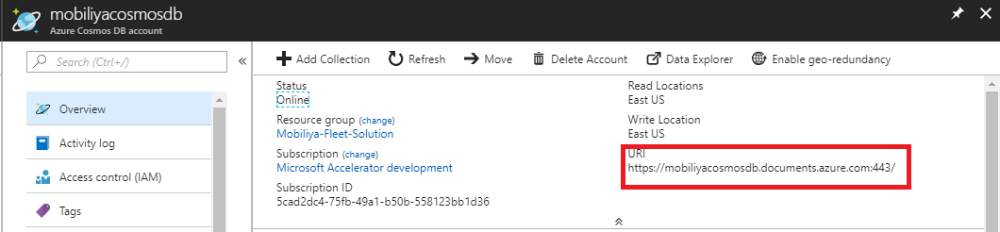 mobiliyacosmosdb
Azure Cosmos DB account
Search (Ctrl+/)
Overview
Activity log
Access control (IAM)
Tags
Add Collection Refresh Move Delete Account Data Explorer Enable geo-redundancy
Status
Online
Resource group (change)
Mobiliya-Fleet-Solution
Subscription (change)
Microsoft Accelerator development
Subscription ID
5cad2dc4-75fb-49a1-b50b-558123bb1d36
Read Locations
East US
Write Location
East US
URI
https://mobiliyacosmosdb.documents.azure.com:443/